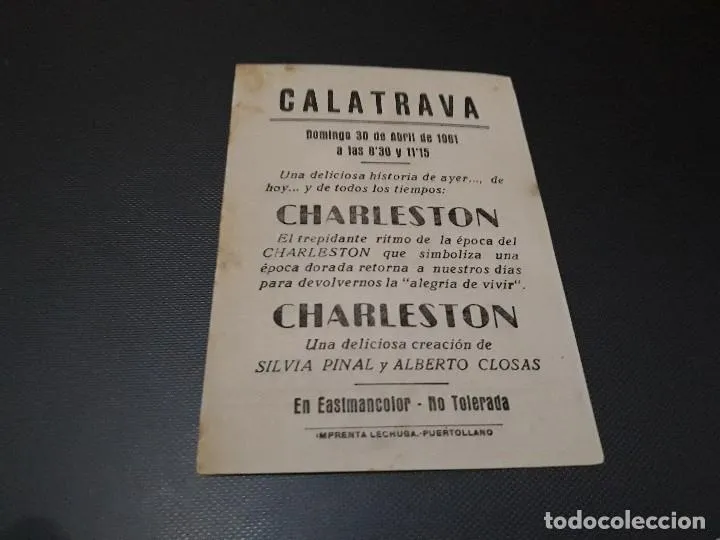 CALATRAVA
Domingo 30 de Abril de 1961
a las 8'30 y 11'15
Una deliciosa historia de ayer..., de
hoy... y de todos los tiempos:
CHARLESTON
El trepidante ritmo de la época del
CHARLESTON que simboliza una
época dorada retorna a nuestros días
para devolvernos la "alegria de vivir".
CHARLESTON
Una deliciosa creación de
SILVIA PINAL y ALBERTO CLOSAS
En Eastmancolor - No Tolerada
IMPRENTA LECHUGA.-PUERTOLLANO
todocoleccion